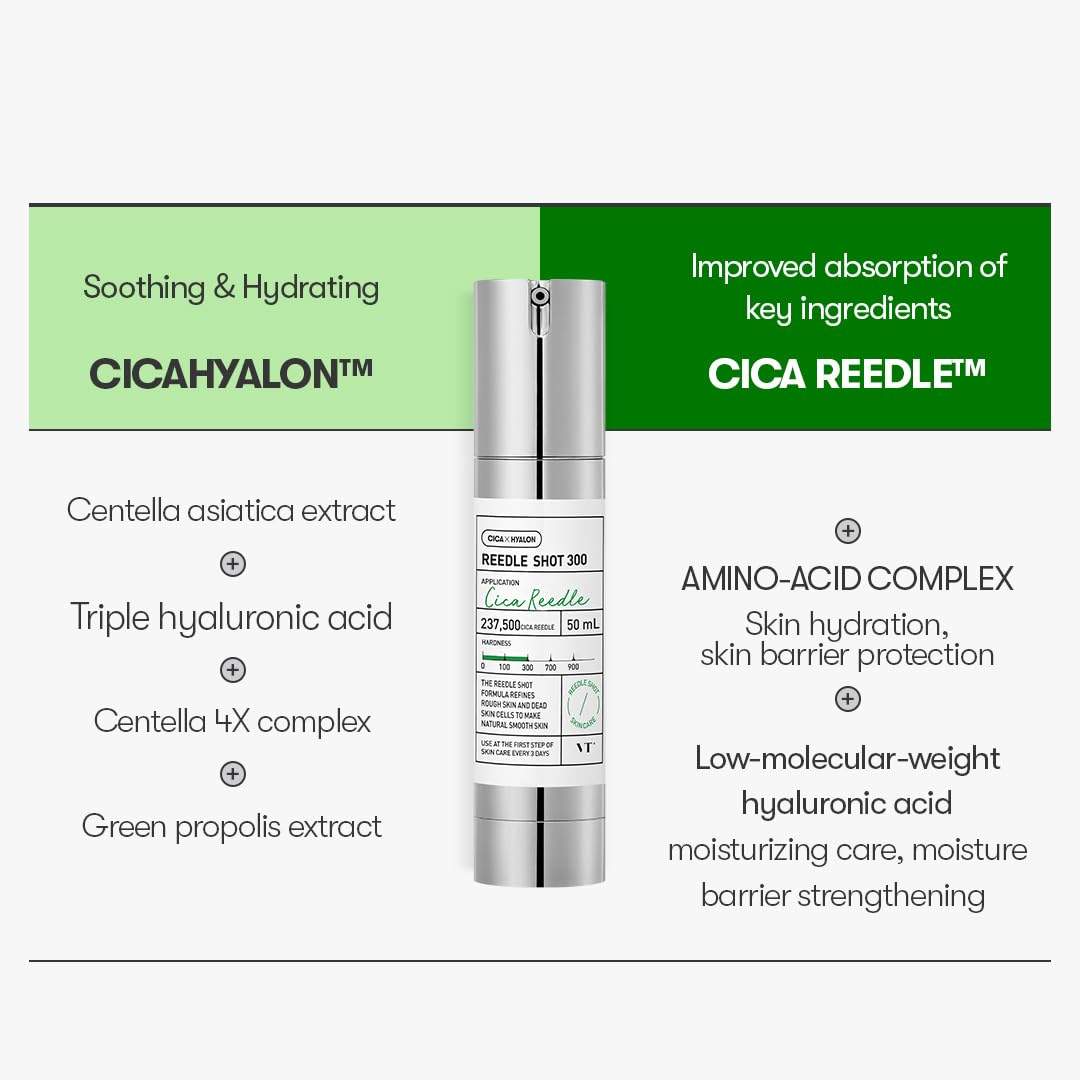 Soothing & Hydrating
CICAHYALON™
Improved absorption of
key ingredients
CICA REEDLE™
Centella asiatica extract
+
Triple hyaluronic acid
+
Centella 4X complex
+
Green propolis extract
CICA×HYALON
REEDLE SHOT 300
APPLICATION
Cica Reedle
237,500 CICA REEDLE
50 mL
HARDNESS
0 100 300 700 900
THE REEDLE SHOT
FORMULA REFINES
ROUGH SKIN AND DEAD
SKIN CELLS TO MAKE
NATURAL SMOOTH SKIN
REEDLE SHOT
SKINCARE
USE AT THE FIRST STEP OF
SKIN CARE EVERY 3 DAYS
VT
+
AMINO-ACID COMPLEX
Skin hydration,
skin barrier protection
+
Low-molecular-weight
hyaluronic acid
moisturizing care, moisture
barrier strengthening